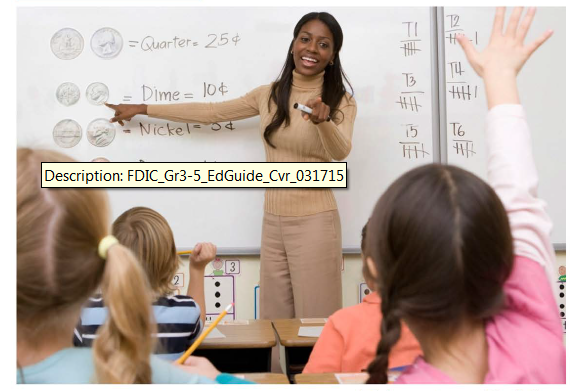 = Quarter = 25¢
= Dime = 10¢
= Nickel = 5¢
Description: FDIC_Gr3-5_EdGuide_Cvr_031715
T1 T2
T3 T4
T5 T6
2 3